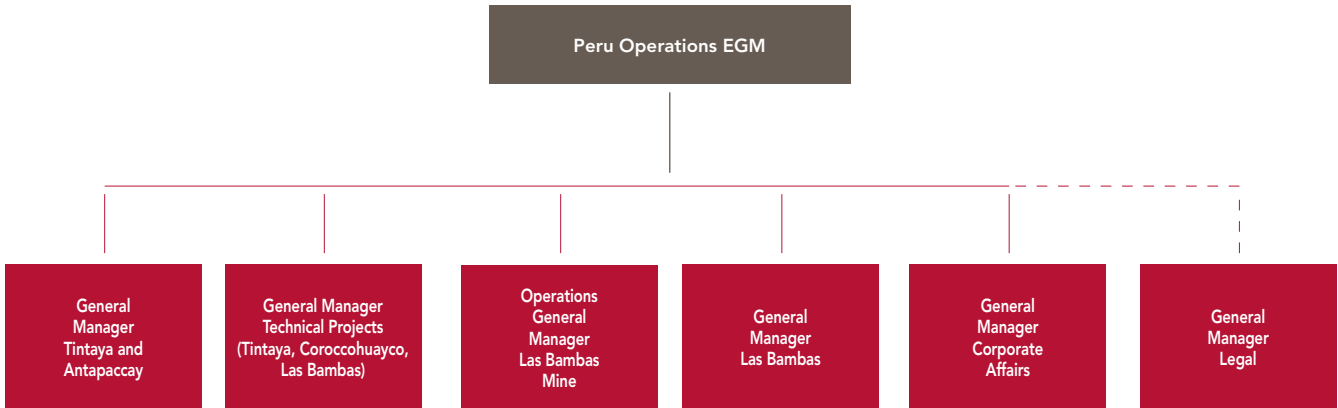 Peru Operations EGM
General
Manager
Tintaya and
Antapaccay
General Manager
Technical Projects
(Tintaya, Coroccohuayco,
Las Bambas)
Operations
General
Manager
Las Bambas
Mine
General
Manager
Las Bambas
General
Manager
Corporate
Affairs
General
Manager
Legal